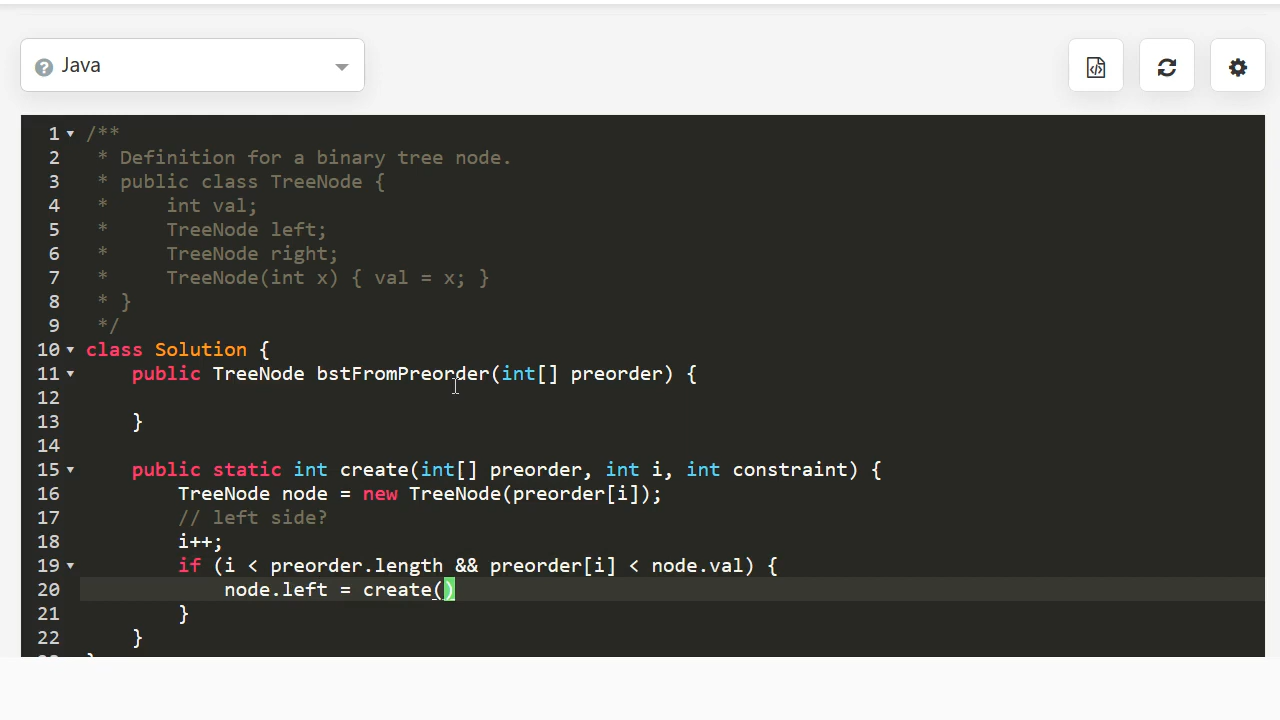 Java
1 /**
2 * Definition for a binary tree node.
3 * public class TreeNode {
4 * int val;
5 * TreeNode left;
6 * TreeNode right;
7 * TreeNode(int x) { val = x; }
8 * }
9 */
10 class Solution {
11 public TreeNode bstFromPreorder(int[] preorder) {
12
13 }
14
15 public static int create(int[] preorder, int i, int constraint) {
16 TreeNode node = new TreeNode(preorder[i]);
17 // left side?
18 i++;
19 if (i < preorder.length && preorder[i] < node.val) {
20 node.left = create()
21 }
22 }